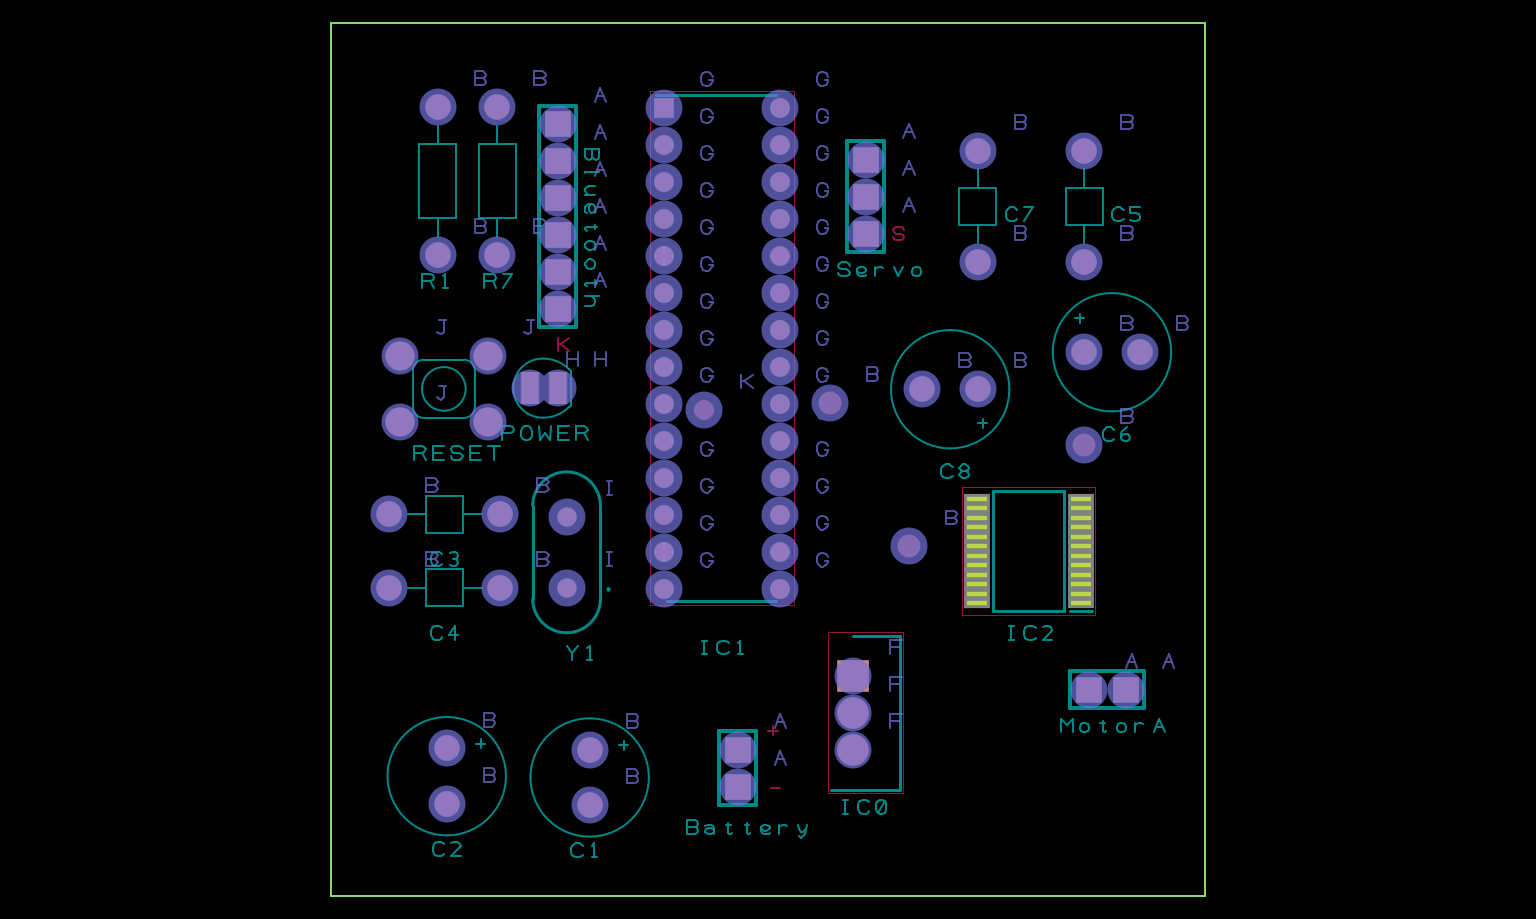 G G
B B
A
G G
B B
A A
G A
G G
Bluetooth
A A
G G
A A
C7 C5
B B G G S B B
A
G G
Servo
R1 R7 A
G G
+ B B
J J
G G
K
H H B B
G K G B
J
B
+
POWER C6
RESET G G
C8
B B I G G
B
G G
B C3 B I G G
C4 IC2
Y1 IC1 F
A A
F
B B A F
+ + + MotorA
B B A
-
IC0
Battery
C2 C1